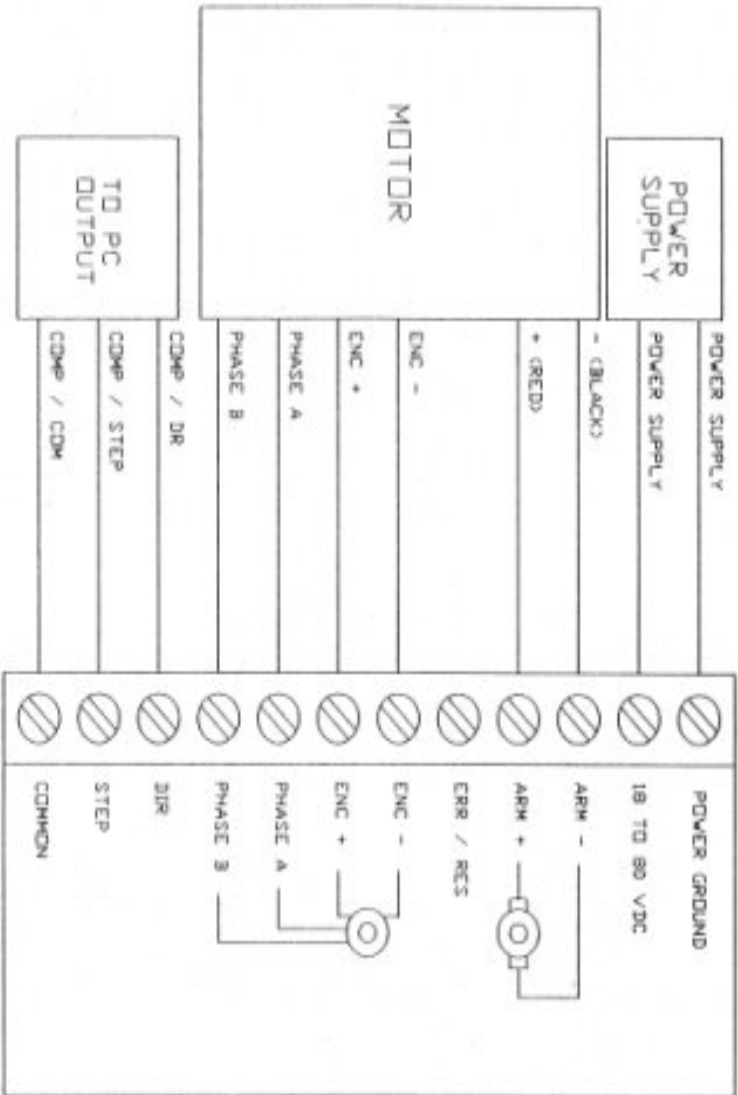 POWER
SUPPLY
MOTOR
TO PC
OUTPUT
POWER SUPPLY
POWER SUPPLY
- (BLACK)
+ (RED)
ENC -
ENC +
PHASE A
PHASE B
COMP / DR
COMP / STEP
COMP / COM
POWER GROUND
18 TO 80 VDC
ARM -
ARM +
ERR / RES
ENC -
ENC +
PHASE A
PHASE B
DIR
STEP
COMMON